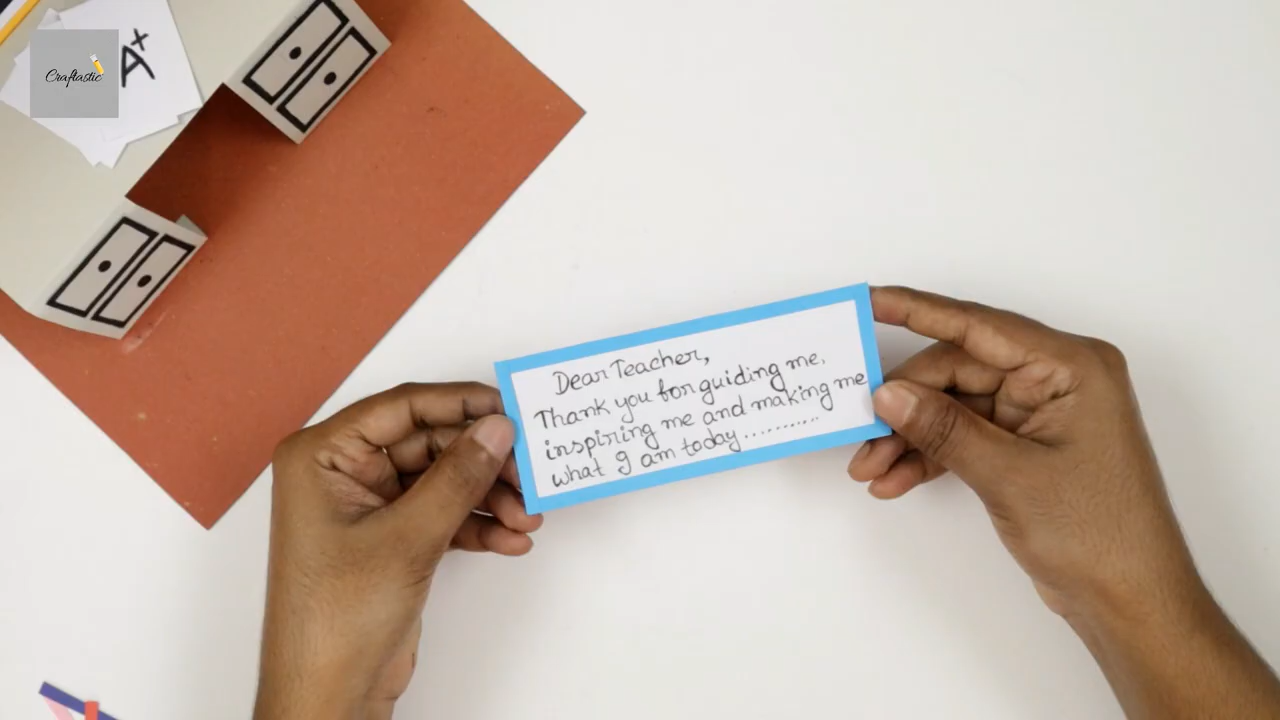 Craftastic
A+
Dear Teacher,
Thank you for guiding me,
inspiring me and making me
what I am today ..........